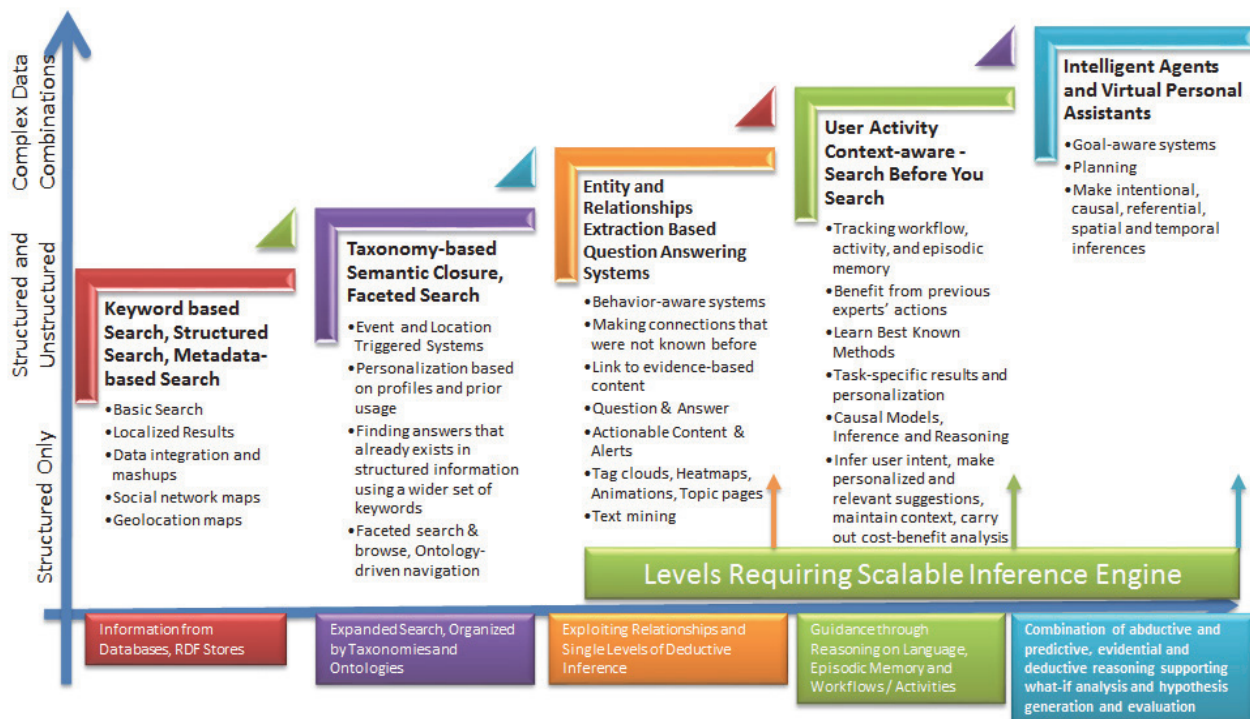 Complex Data
Combinations
Structured and
Unstructured
Structured Only
Keyword based
Search, Structured
Search, Metadata-
based Search
•Basic Search
•Localized Results
•Data integration and
mashups
•Social network maps
•Geolocation maps
Taxonomy-based
Semantic Closure,
Faceted Search
•Event and Location
Triggered Systems
•Personalization based
on profiles and prior
usage
•Finding answers that
already exists in
structured information
using a wider set of
keywords
•Faceted search &
browse, Ontology-
driven navigation
Entity and
Relationships
Extraction Based
Question Answering
Systems
•Behavior-aware systems
•Making connections that
were not known before
•Link to evidence-based
content
•Question & Answer
•Actionable Content &
Alerts
•Tag clouds, Heatmaps,
Animations, Topic pages
•Text mining
User Activity
Context-aware -
Search Before You
Search
•Tracking workflow,
activity, and episodic
memory
•Benefit from previous
experts' actions
•Learn Best Known
Methods
•Task-specific results and
personalization
•Causal Models,
Inference and Reasoning
•Infer user intent, make
personalized and
relevant suggestions,
maintain context, carry
out cost-benefit analysis
Intelligent Agents
and Virtual Personal
Assistants
•Goal-aware systems
•Planning
•Make intentional,
causal, referential,
spatial and temporal
inferences
Levels Requiring Scalable Inference Engine
Information from
Databases, RDF Stores
Expanded Search, Organized
by Taxonomies and
Ontologies
Exploiting Relationships and
Single Levels of Deductive
Inference
Guidance through
Reasoning on Language,
Episodic Memory and
Workflows / Activities
Combination of abductive and
predictive, evidential and
deductive reasoning supporting
what-if analysis and hypothesis
generation and evaluation